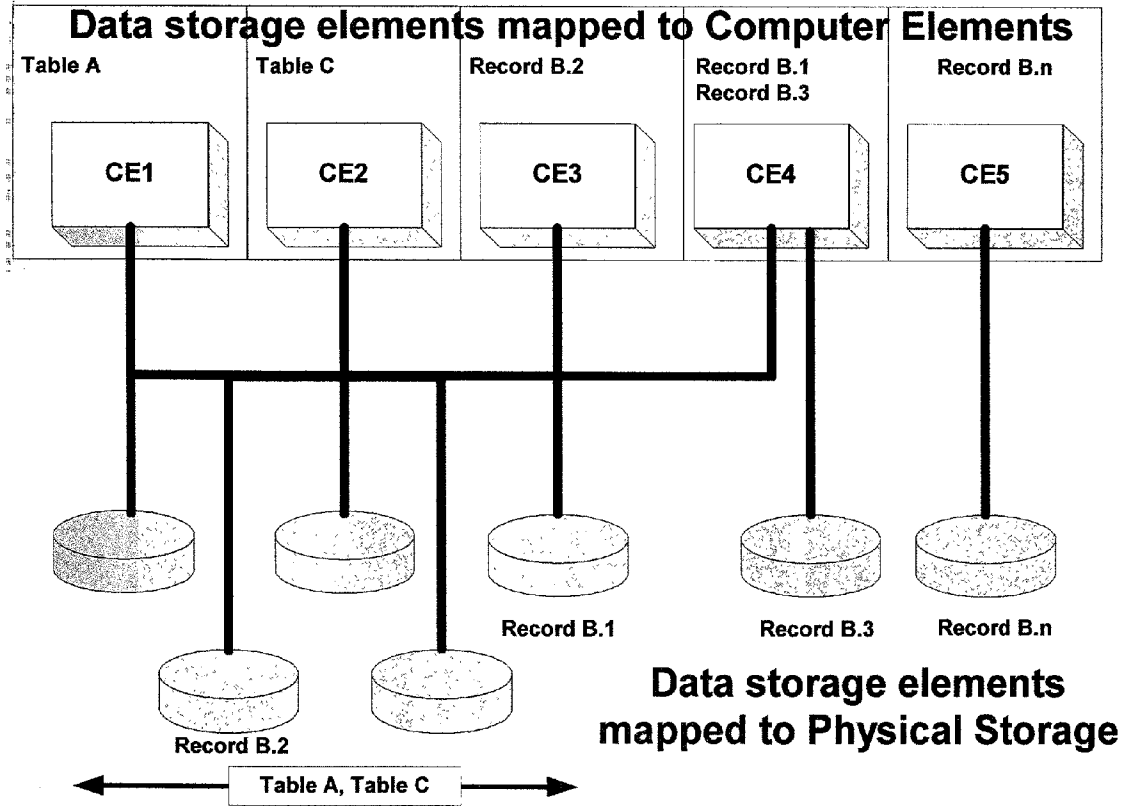 Data storage elements mapped to Computer Elements
Table A
Table C
Record B.2
Record B.1
Record B.3
Record B.n
CE1
CE2
CE3
CE4
CE5
Record B.1
Record B.3
Record B.n
Record B.2
Data storage elements
mapped to Physical Storage
Table A, Table C